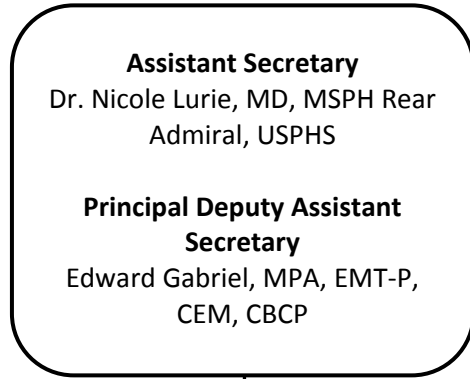 Assistant Secretary
Dr. Nicole Lurie, MD, MSPH Rear
Admiral, USPHS
Principal Deputy Assistant
Secretary
Edward Gabriel, MPA, EMT-P,
CEM, CBCP